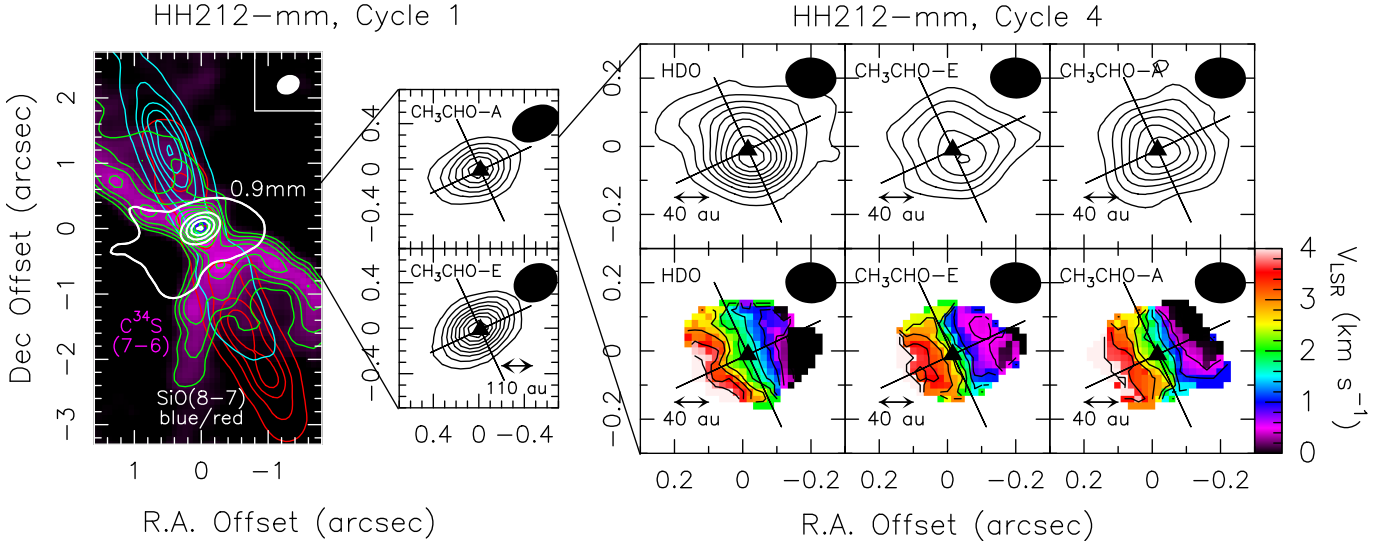 HH212-mm, Cycle 1
HH212-mm, Cycle 4
Dec Offset (arcsec)
2
1
0
-1
-2
-3
0.9mm
C³⁴S
(7-6)
SiO(8-7)
blue/red
1 0 -1
R.A. Offset (arcsec)
CH₃CHO-A
0.4
0
-0.4
CH₃CHO-E
0.4
0
-0.4
110 au
0.4 0 -0.4
0.2
0
-0.2
HDO
40 au
CH₃CHO-E
40 au
CH₃CHO-A
40 au
0.2
0
-0.2
HDO
40 au
CH₃CHO-E
40 au
CH₃CHO-A
40 au
0.2 0 -0.2
0.2 0 -0.2
0.2 0 -0.2
R.A. Offset (arcsec)
4
3
2
1
0
V_LSR (km s⁻¹)